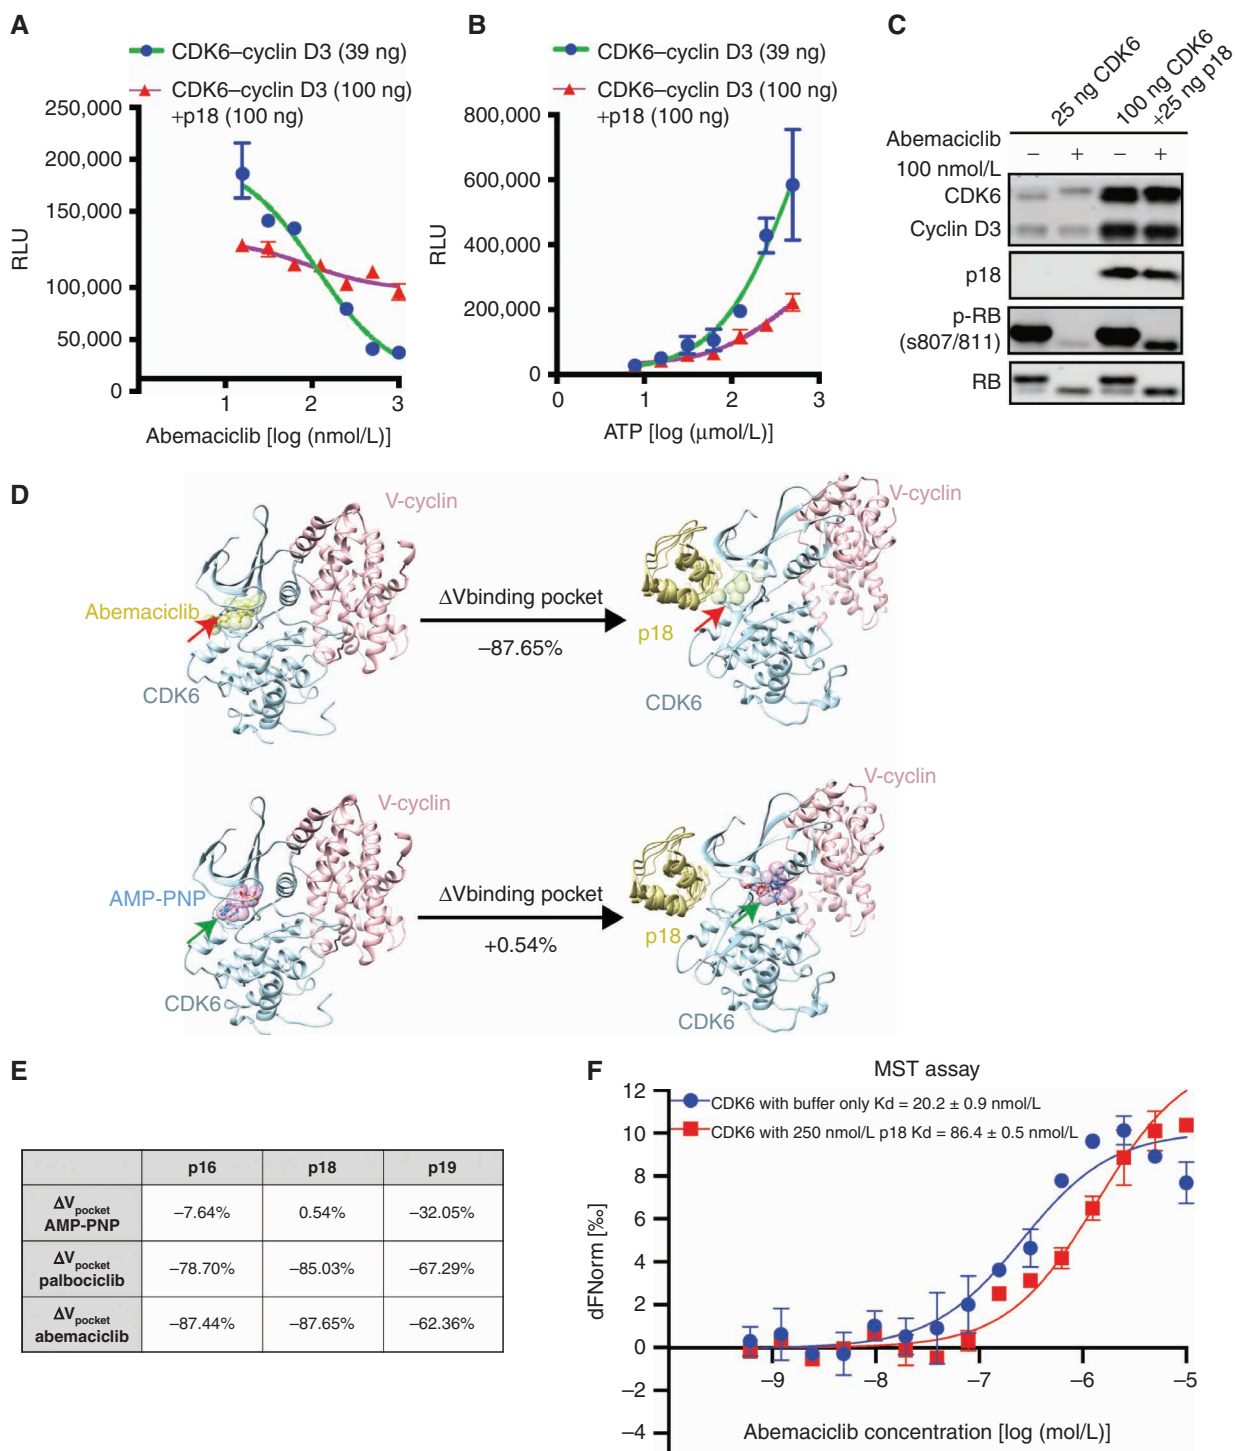 A
CDK6–cyclin D3 (39 ng)
CDK6–cyclin D3 (100 ng)
+p18 (100 ng)
250,000
200,000
150,000
100,000
50,000
0
RLU
1 2 3
Abemaciclib [log (nmol/L)]
B
CDK6–cyclin D3 (39 ng)
CDK6–cyclin D3 (100 ng)
+p18 (100 ng)
800,000
600,000
400,000
200,000
0
RLU
0 1 2 3
ATP [log (μmol/L)]
C
25 ng CDK6
100 ng CDK6
+25 ng p18
Abemaciclib
100 nmol/L
– + – +
CDK6
Cyclin D3
p18
p-RB
(s807/811)
RB
D
V-cyclin
Abemaciclib
CDK6
ΔVbinding pocket
–87.65%
V-cyclin
p18
CDK6
V-cyclin
AMP-PNP
CDK6
ΔVbinding pocket
+0.54%
V-cyclin
p18
CDK6
E
p16 p18 p19
ΔVpocket
AMP-PNP
–7.64% 0.54% –32.05%
ΔVpocket
palbociclib
–78.70% –85.03% –67.29%
ΔVpocket
abemaciclib
–87.44% –87.65% –62.36%
F
MST assay
CDK6 with buffer only Kd = 20.2 ± 0.9 nmol/L
CDK6 with 250 nmol/L p18 Kd = 86.4 ± 0.5 nmol/L
12
10
8
6
4
2
0
–2
–4
dFNorm [‰]
–9 –8 –7 –6 –5
Abemaciclib concentration [log (mol/L)]